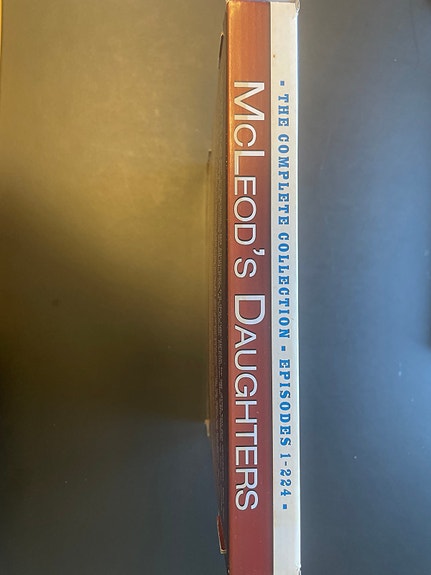 ▪ THE COMPLETE COLLECTION ▪ EPISODES 1-224 ▪
MCLEOD'S DAUGHTERS